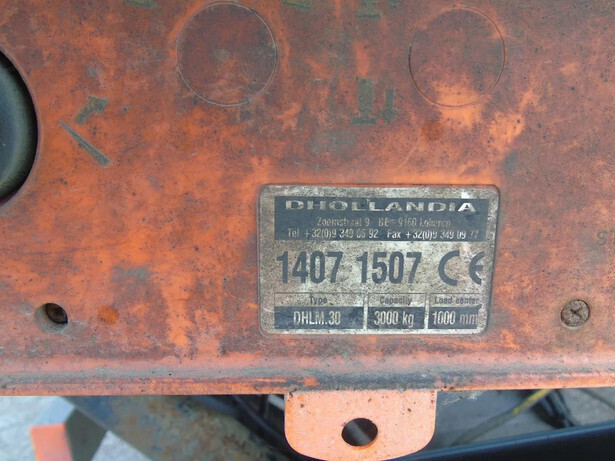 DHOLLANDIA
Zoomstraat 9 BE-9160 Lokeren
Tel +32(0)9 349 06 92 Fax +32(0)9 349 09 77
1407 1507 CE
Type Capacity Load center
DHLM.30 3000 kg 1000 mm